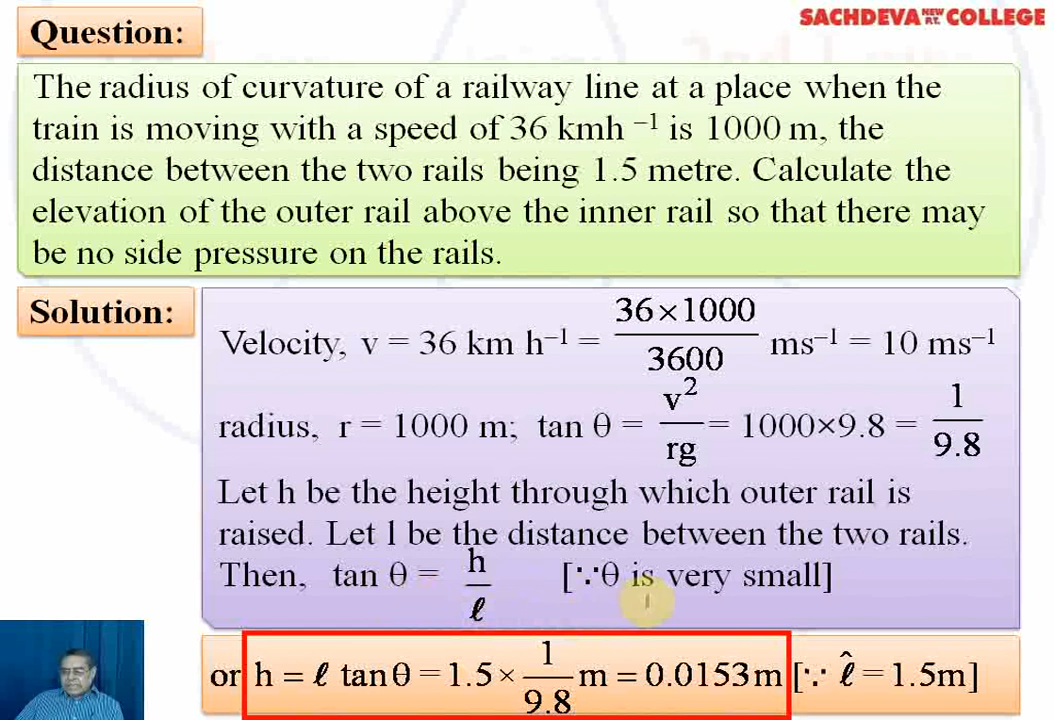 SACHDEVA NEW P.T. COLLEGE
Question:
The radius of curvature of a railway line at a place when the
train is moving with a speed of 36 kmh ⁻¹ is 1000 m, the
distance between the two rails being 1.5 metre. Calculate the
elevation of the outer rail above the inner rail so that there may
be no side pressure on the rails.
Solution:
Velocity, v = 36 km h⁻¹ = 36×1000/3600 ms⁻¹ = 10 ms⁻¹
radius, r = 1000 m; tan θ = v²/rg = 1000×9.8 = 1/9.8
Let h be the height through which outer rail is
raised. Let l be the distance between the two rails.
Then, tan θ = h/ℓ [∵θ is very small]
or h = ℓ tanθ = 1.5 × 1/9.8 m = 0.0153m [∵ ℓ̂ = 1.5m]